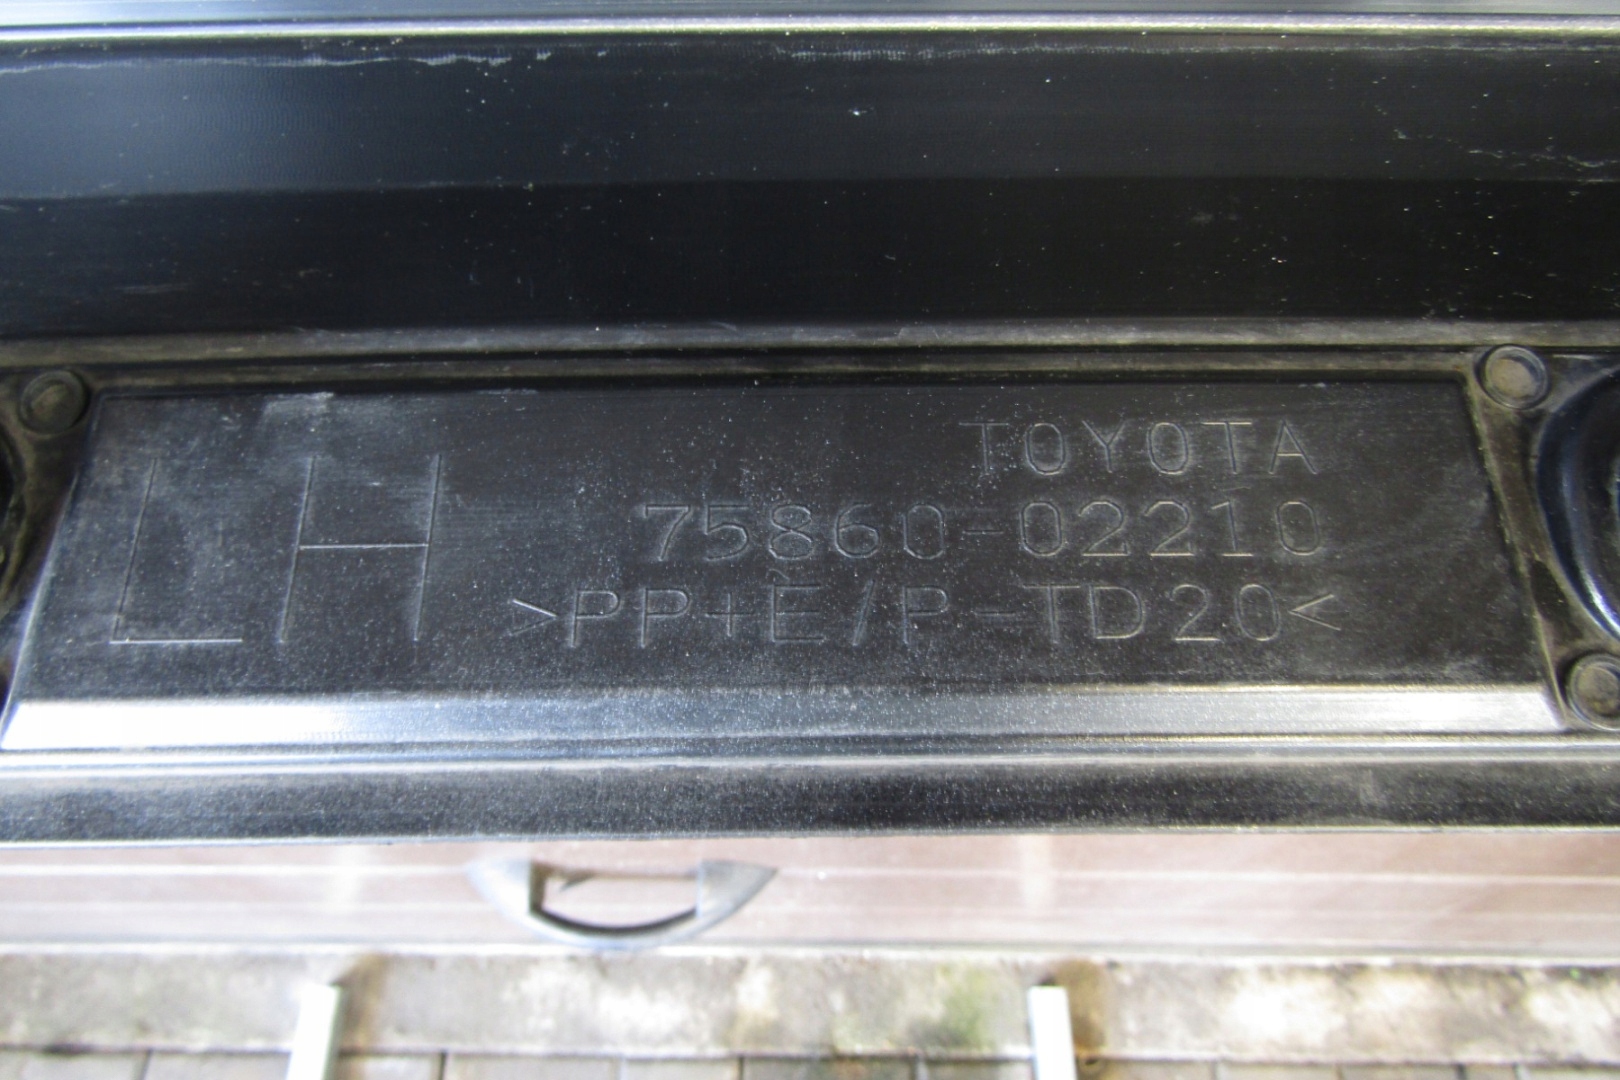 LH
TOYOTA
75860-02210
>PP+E/P-TD20<